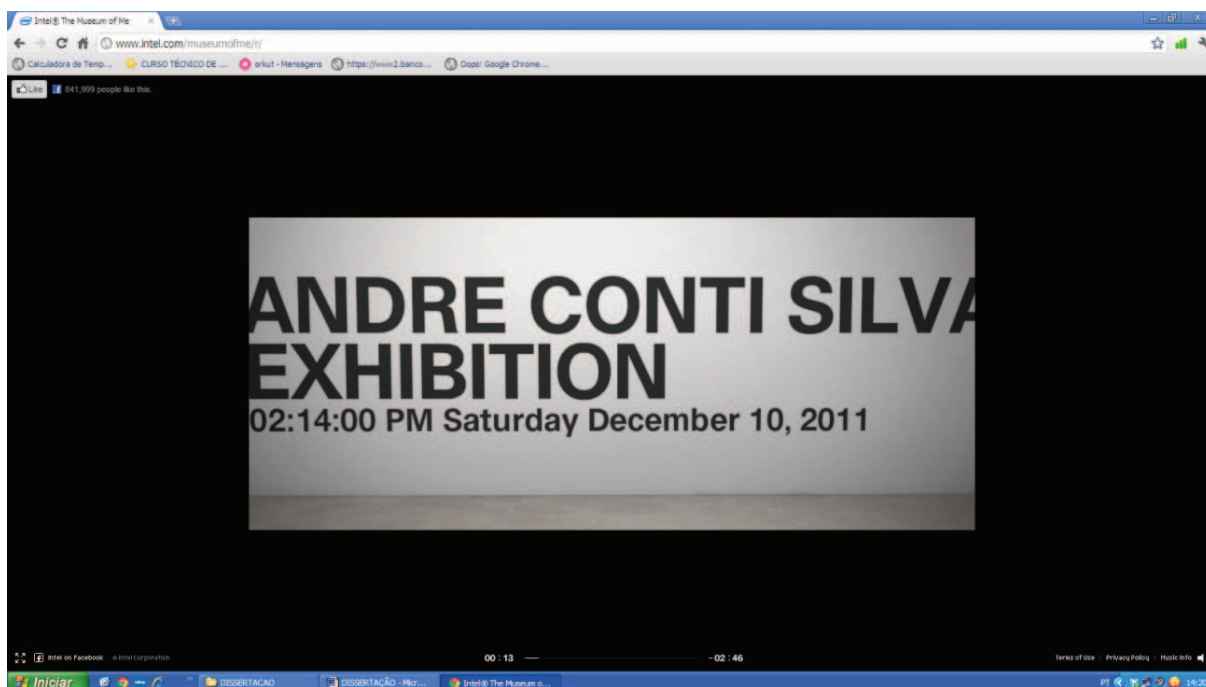 Intel® The Museum of Me
www.intel.com/museumofme/r/
Calculadora de Temp... CURSO TÉCNICO DE ... orkut - Mensagens https://www2.banco... Oops! Google Chrome...
Like 841,999 people like this.
ANDRE CONTI SILVA
EXHIBITION
02:14:00 PM Saturday December 10, 2011
Intel on Facebook © Intel Corporation 00 : 13 -02 : 46 Terms of Use / Privacy Policy / Music Info
Iniciar DISSERTACAO DISSERTAÇÃO - Micr... Intel® The Museum o... PT 14:20